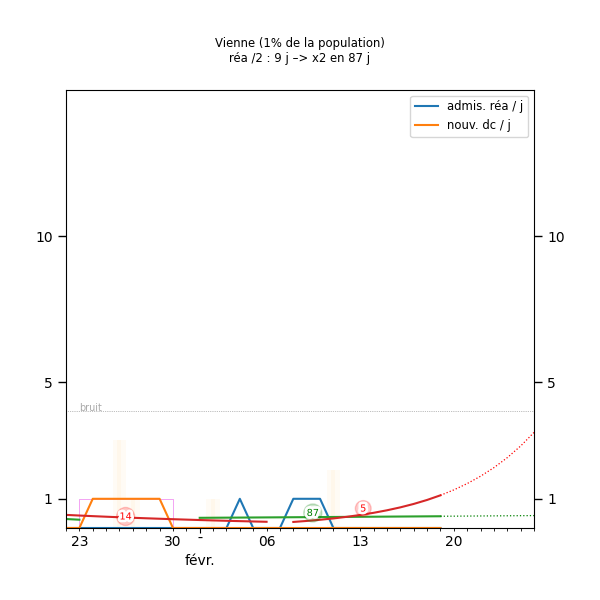 Vienne (1% de la population)
réa /2 : 9 j –> x2 en 87 j
admis. réa / j
nouv. dc / j
10
10
5
5
bruit
1
1
14
87
5
23
30
-
06
13
20
févr.